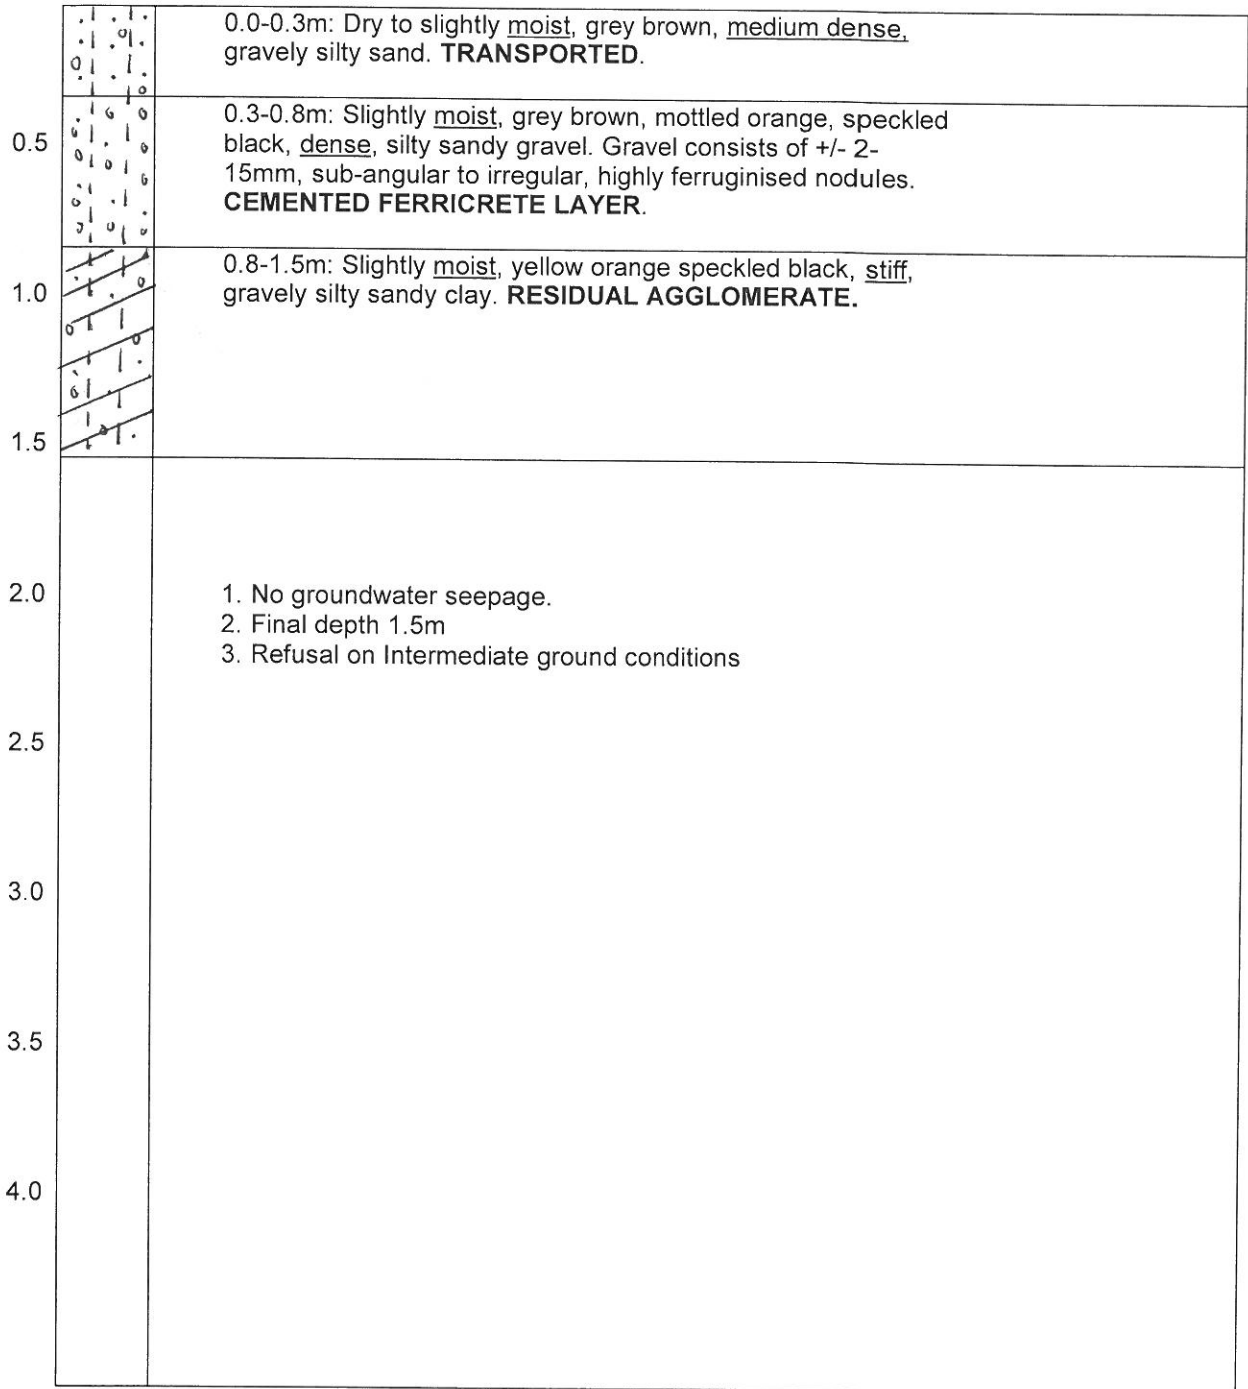 0.0-0.3m: Dry to slightly moist, grey brown, medium dense,
gravely silty sand. TRANSPORTED.
0.3-0.8m: Slightly moist, grey brown, mottled orange, speckled
0.5
black, dense, silty sandy gravel. Gravel consists of +/- 2-
15mm, sub-angular to irregular, highly ferruginised nodules.
CEMENTED FERRICRETE LAYER.
0.8-1.5m: Slightly moist, yellow orange speckled black, stiff,
1.0
gravely silty sandy clay. RESIDUAL AGGLOMERATE.
1.5
2.0
1. No groundwater seepage.
2. Final depth 1.5m
3. Refusal on Intermediate ground conditions
2.5
3.0
3.5
4.0